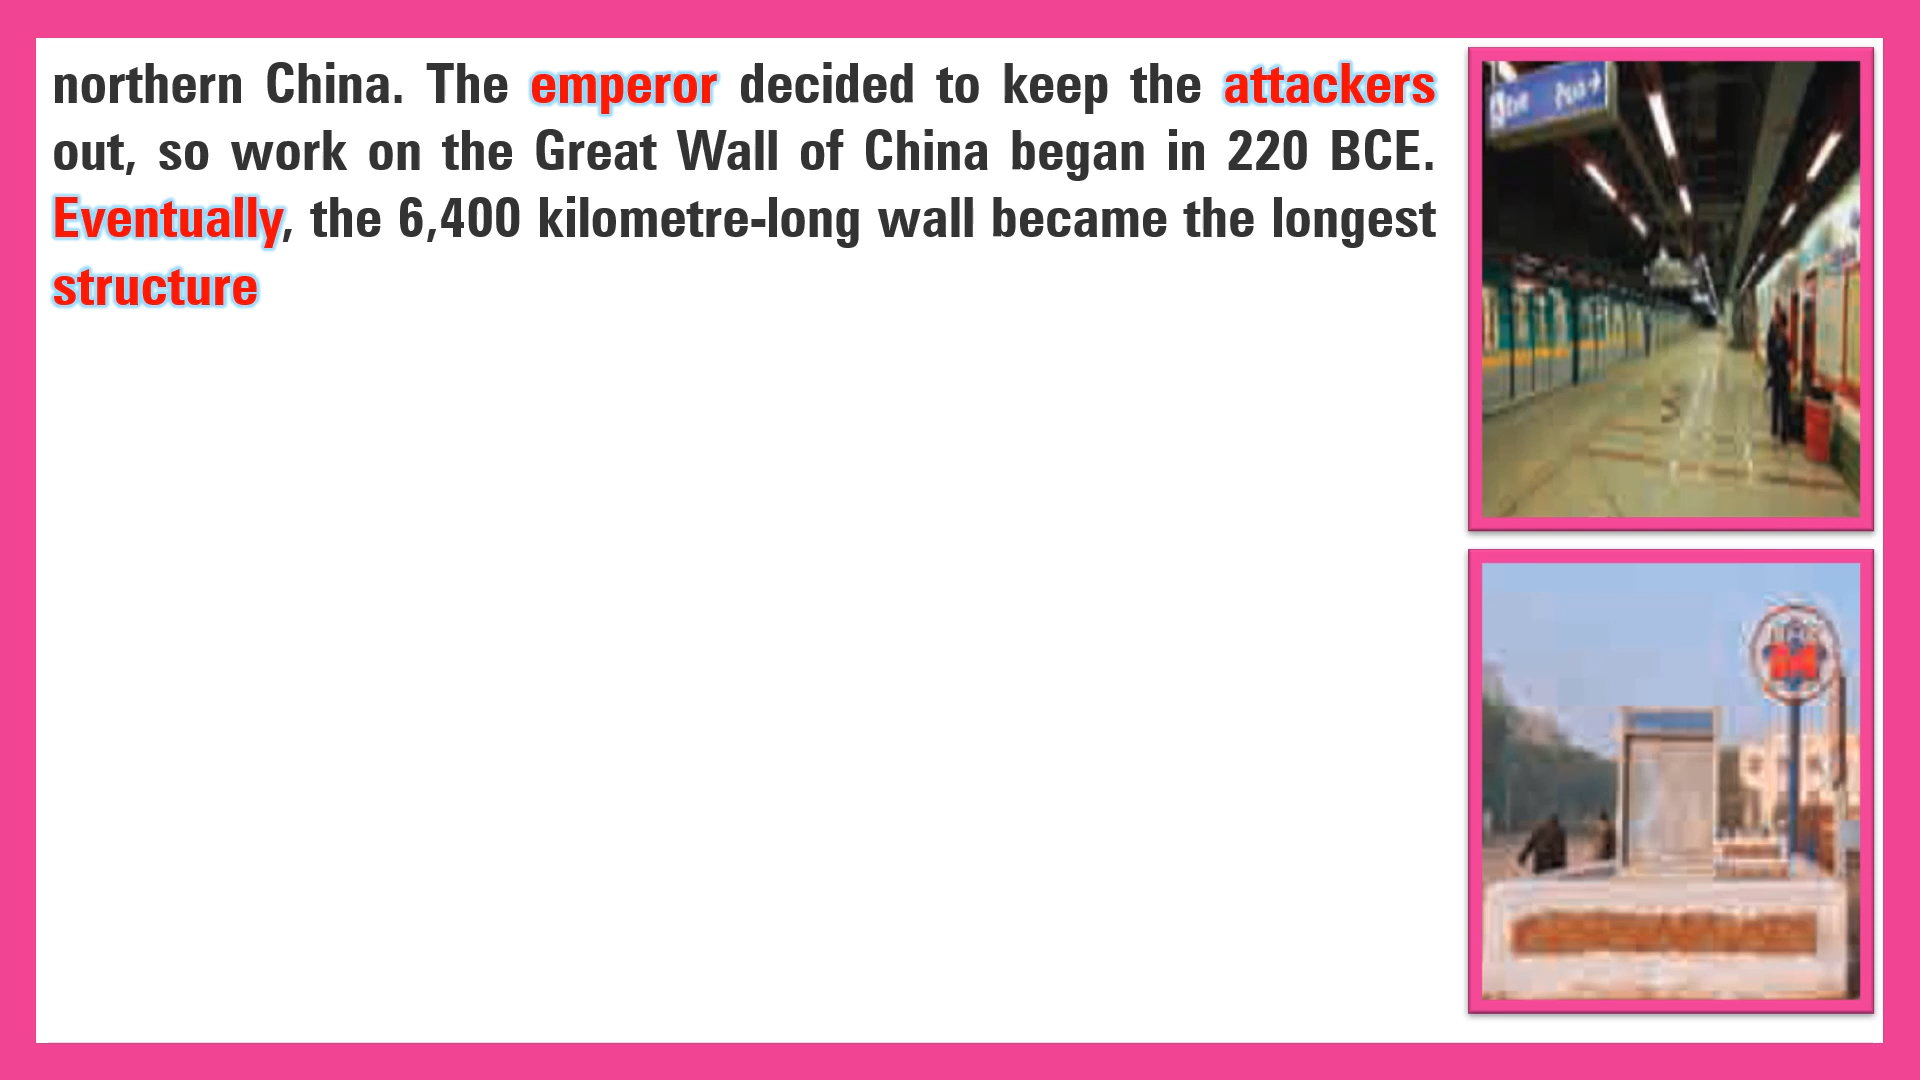 northern China. The emperor decided to keep the attackers
out, so work on the Great Wall of China began in 220 BCE.
Eventually, the 6,400 kilometre-long wall became the longest
structure